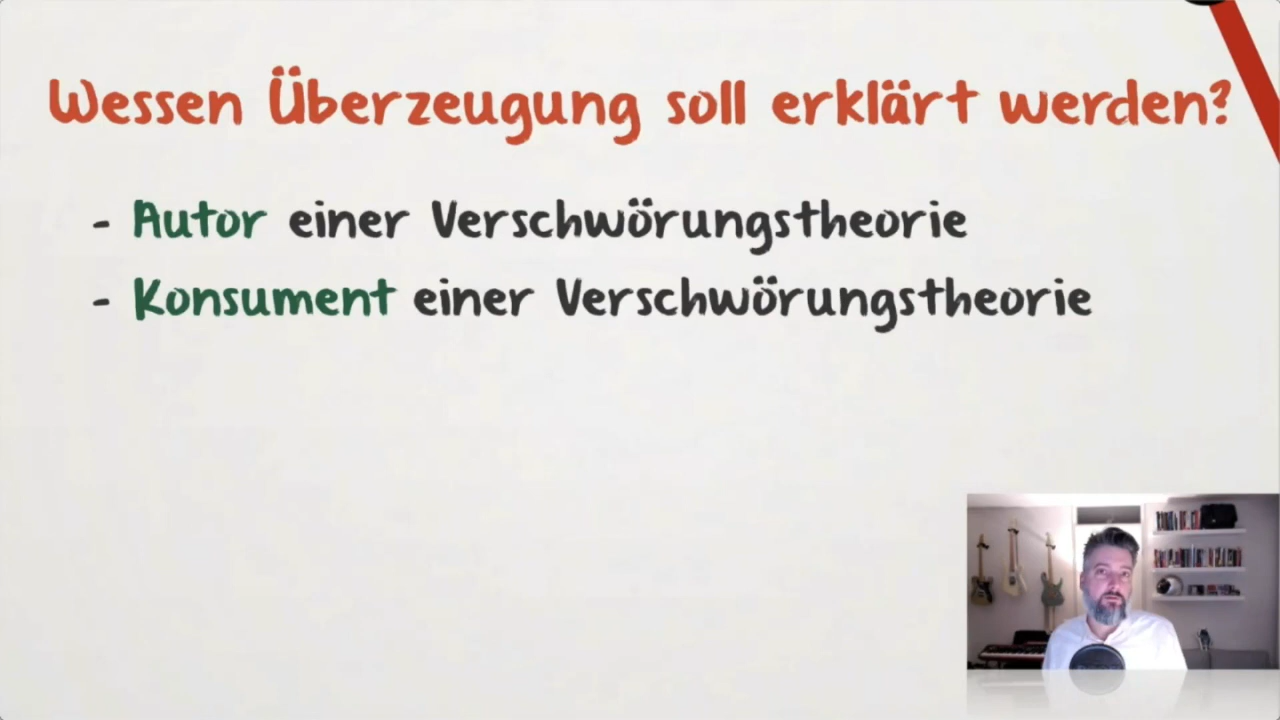 Wessen Überzeugung soll erklärt werden?
- Autor einer Verschwörungstheorie
- Konsument einer Verschwörungstheorie